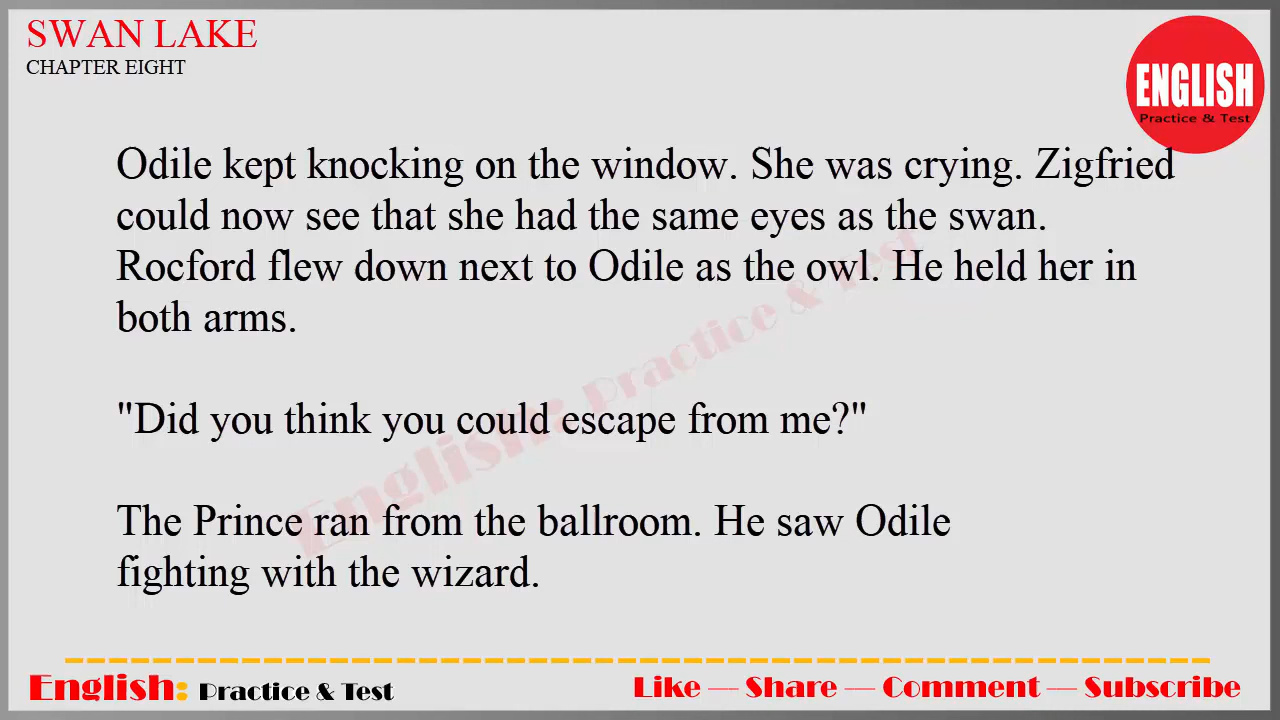 SWAN LAKE
CHAPTER EIGHT
ENGLISH
Practice & Test
Odile kept knocking on the window. She was crying. Zigfried
could now see that she had the same eyes as the swan.
Rocford flew down next to Odile as the owl. He held her in
both arms.
"Did you think you could escape from me?"
The Prince ran from the ballroom. He saw Odile
fighting with the wizard.
English: Practice & Test
English: Practice & Test
Like — Share — Comment — Subscribe